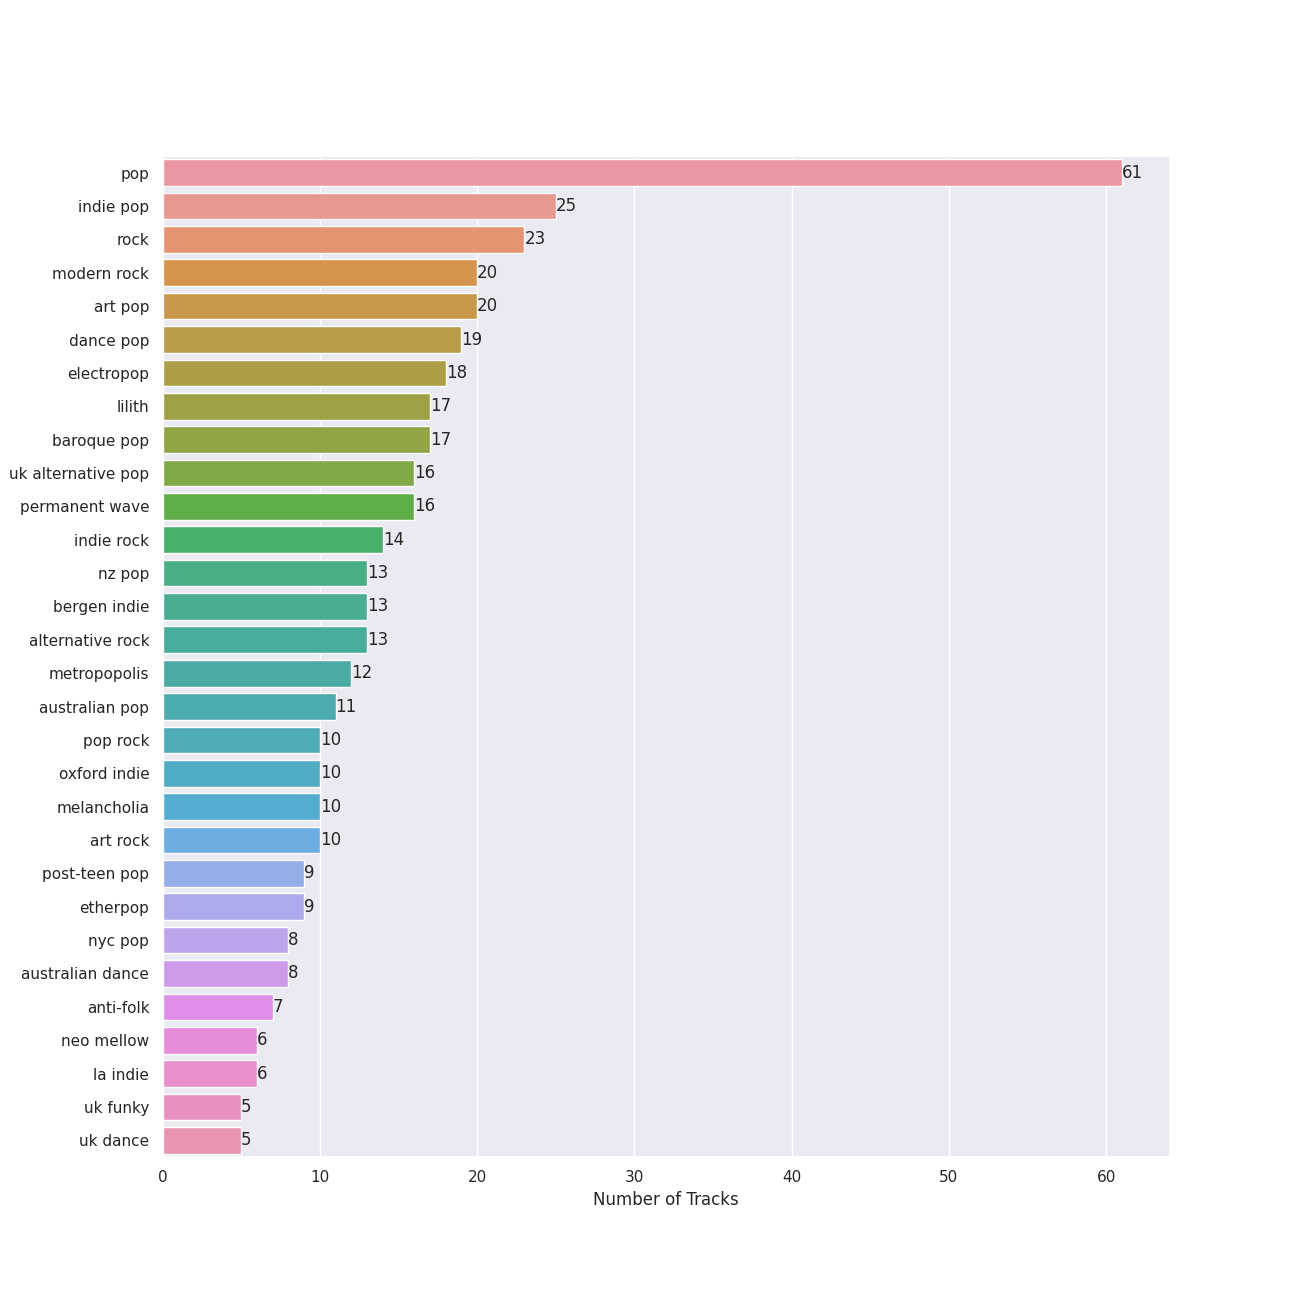 pop 61
indie pop 25
rock 23
modern rock 20
art pop 20
dance pop 19
electropop 18
lilith 17
baroque pop 17
uk alternative pop 16
permanent wave 16
indie rock 14
nz pop 13
bergen indie 13
alternative rock 13
metropopolis 12
australian pop 11
pop rock 10
oxford indie 10
melancholia 10
art rock 10
post-teen pop 9
etherpop 9
nyc pop 8
australian dance 8
anti-folk 7
neo mellow 6
la indie 6
uk funky 5
uk dance 5
0 10 20 30 40 50 60
Number of Tracks